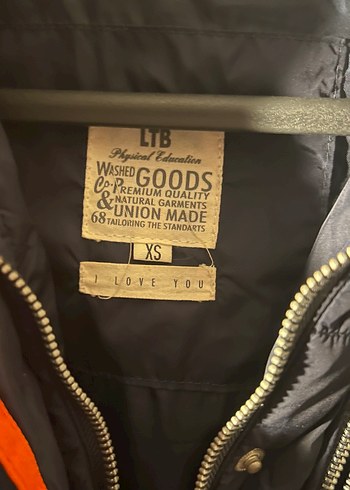 LTB
Physical Education
WASHED GOODS
Co·P PREMIUM QUALITY
& NATURAL GARMENTS
UNION MADE
68 TAILORING THE STANDARTS
XS
I LOVE YOU